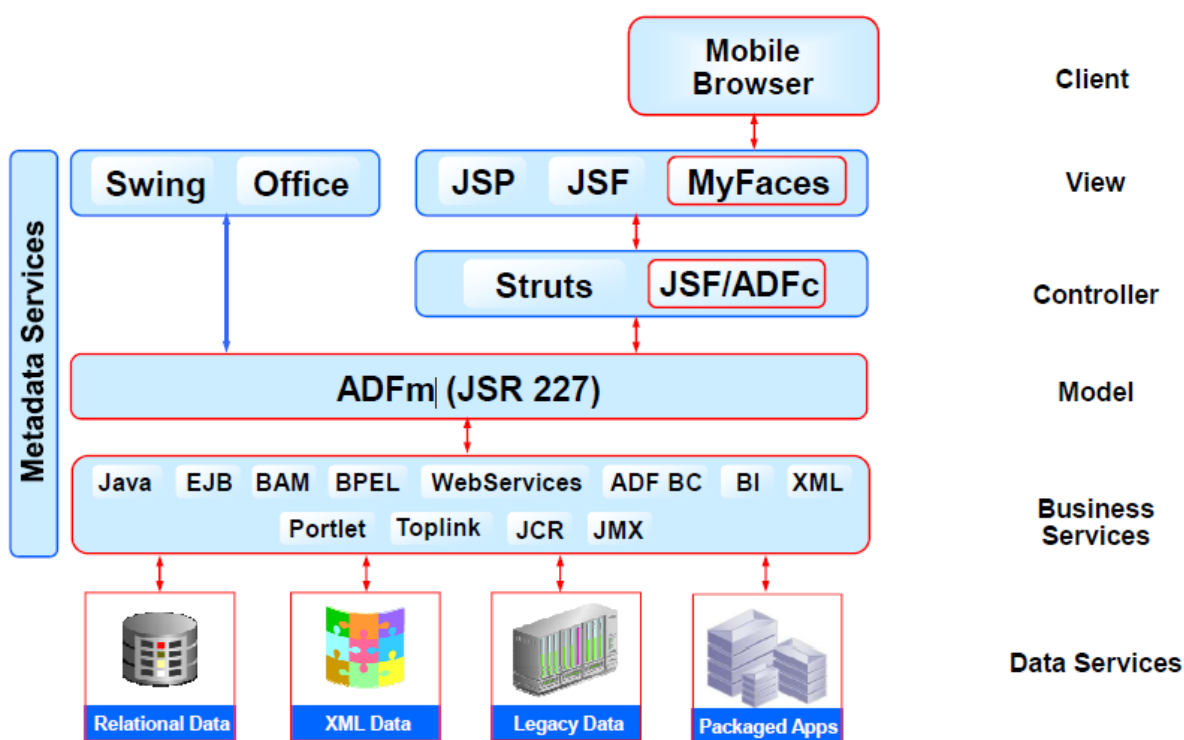 Mobile
Browser
Client
Metadata Services
Swing Office
JSP JSF MyFaces
View
Struts JSF/ADFc
Controller
ADFm (JSR 227)
Model
Java EJB BAM BPEL WebServices ADF BC BI XML
Portlet Toplink JCR JMX
Business
Services
Data Services
Relational Data
XML Data
Legacy Data
Packaged Apps